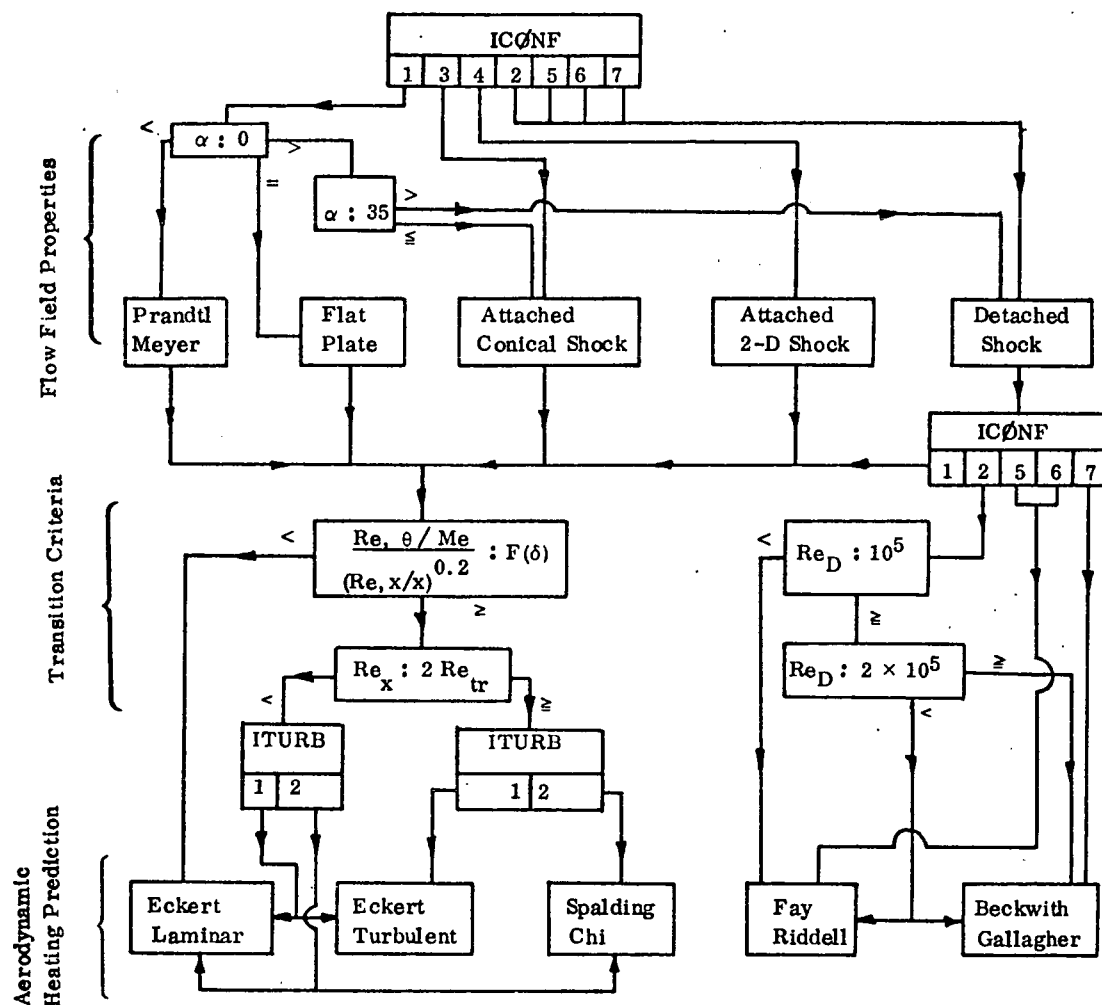 ICØNF
1 3 4 2 5 6 7
<
α : 0
>
=
α : 35
>
≤
Flow Field Properties
Prandtl
Meyer
Flat
Plate
Attached
Conical Shock
Attached
2-D Shock
Detached
Shock
ICØNF
1 2 5 6 7
Transition Criteria
<
Re, θ / Me
(Re, x/x)^0.2
: F(δ)
≥
<
Re_D : 10^5
≥
Re_D : 2 × 10^5
≥
<
Re_x : 2 Re_tr
<
≥
ITURB
1 2
ITURB
1 2
Aerodynamic
Heating Prediction
Eckert
Laminar
Eckert
Turbulent
Spalding
Chi
Fay
Riddell
Beckwith
Gallagher